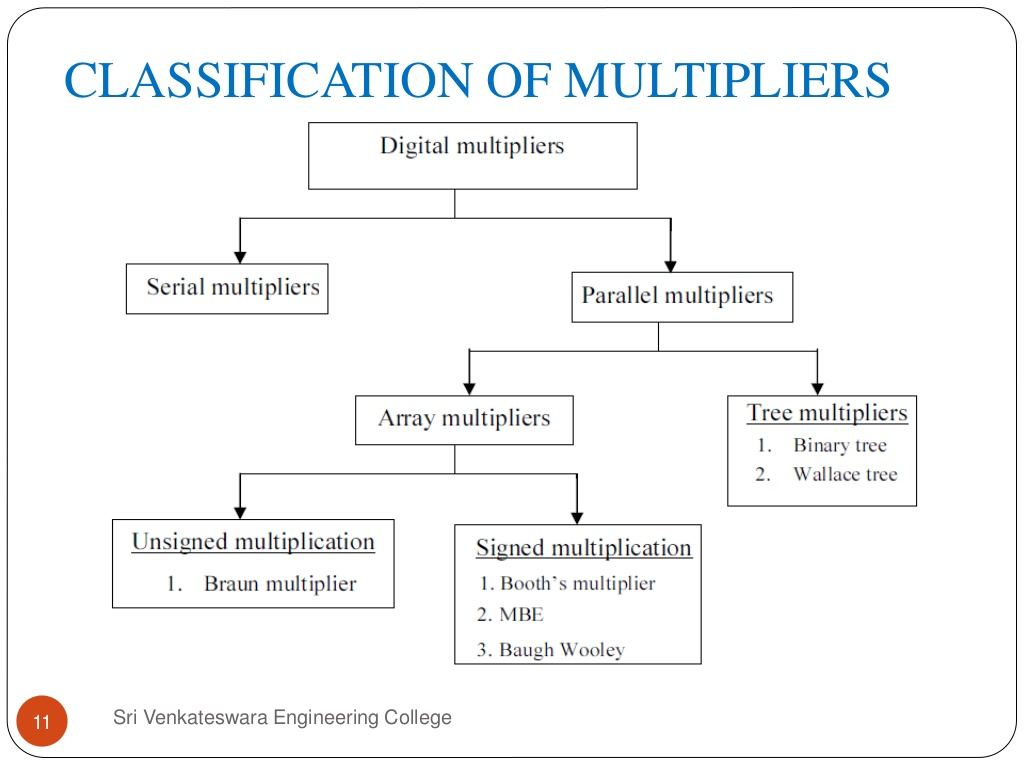 CLASSIFICATION OF MULTIPLIERS
Digital multipliers
Serial multipliers
Parallel multipliers
Array multipliers
Tree multipliers
1. Binary tree
2. Wallace tree
Unsigned multiplication
1. Braun multiplier
Signed multiplication
1. Booth's multiplier
2. MBE
3. Baugh Wooley
11
Sri Venkateswara Engineering College